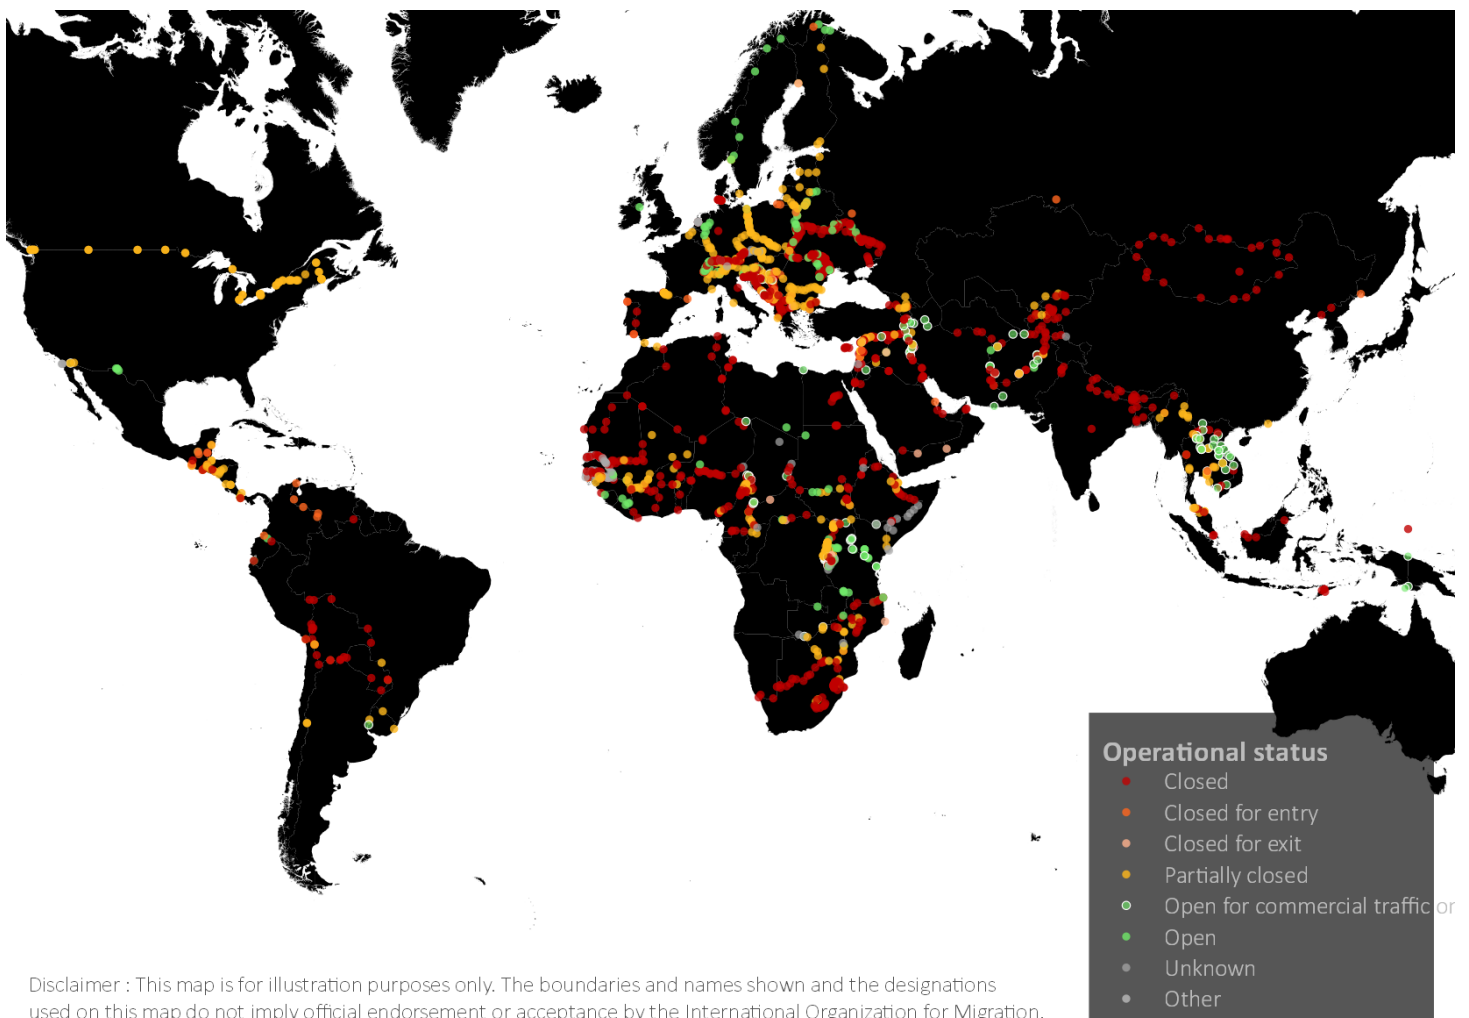 Operational status
Closed
Closed for entry
Closed for exit
Partially closed
Open for commercial traffic or
Open
Unknown
Other
Disclaimer : This map is for illustration purposes only. The boundaries and names shown and the designations
used on this map do not imply official endorsement or acceptance by the International Organization for Migration.